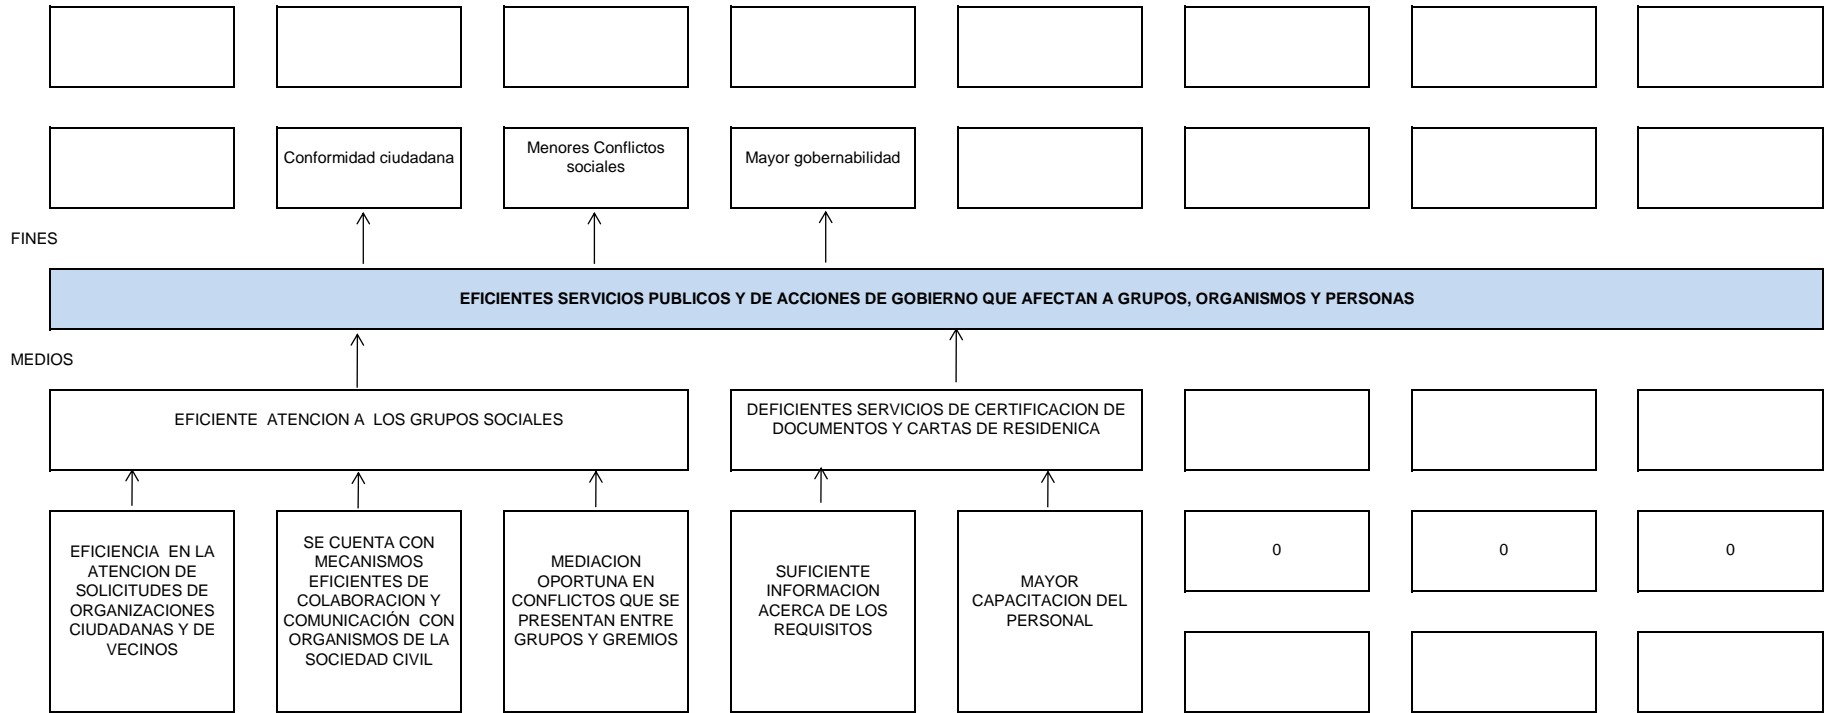 Conformidad ciudadana
Menores Conflictos
sociales
Mayor gobernabilidad
FINES
EFICIENTES SERVICIOS PUBLICOS Y DE ACCIONES DE GOBIERNO QUE AFECTAN A GRUPOS, ORGANISMOS Y PERSONAS
MEDIOS
EFICIENTE  ATENCION A  LOS GRUPOS SOCIALES
DEFICIENTES SERVICIOS DE CERTIFICACION DE
DOCUMENTOS Y CARTAS DE RESIDENICA
EFICIENCIA  EN LA
ATENCION DE
SOLICITUDES DE
ORGANIZACIONES
CIUDADANAS Y DE
VECINOS
SE CUENTA CON
MECANISMOS
EFICIENTES DE
COLABORACION Y
COMUNICACIÓN  CON
ORGANISMOS DE LA
SOCIEDAD CIVIL
MEDIACION
OPORTUNA EN
CONFLICTOS QUE SE
PRESENTAN ENTRE
GRUPOS Y GREMIOS
SUFICIENTE
INFORMACION
ACERCA DE LOS
REQUISITOS
MAYOR
CAPACITACION DEL
PERSONAL
0
0
0